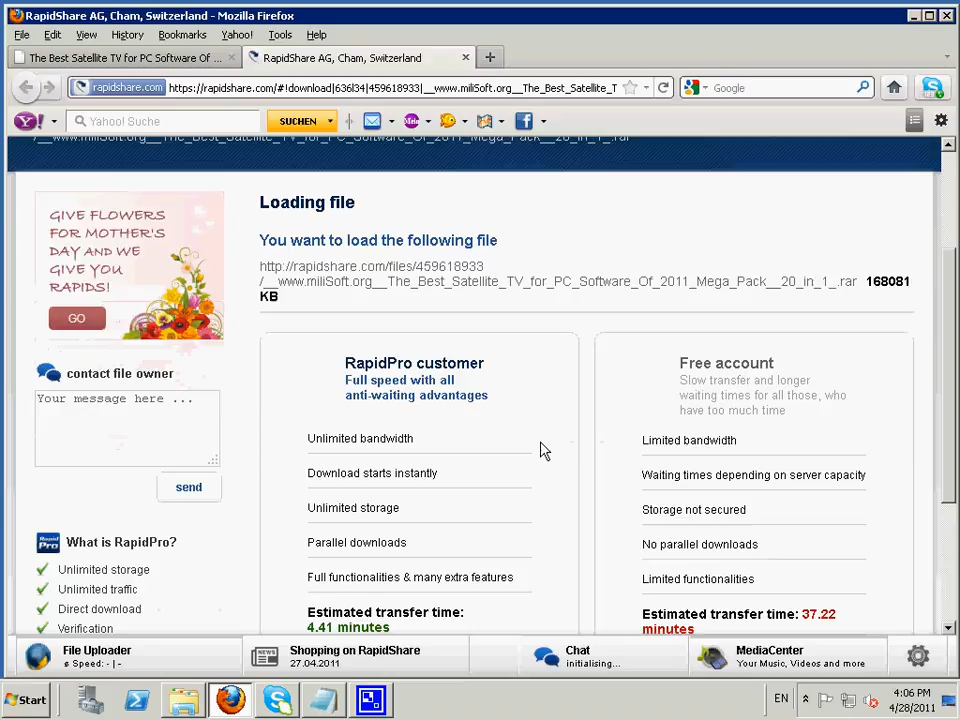 RapidShare AG, Cham, Switzerland - Mozilla Firefox
File Edit View History Bookmarks Yahoo! Tools Help
The Best Satellite TV for PC Software Of ...
RapidShare AG, Cham, Switzerland
rapidshare.com https://rapidshare.com/#!download|636l34|459618933|__www.miliSoft.org__The_Best_Satellite_T
Google
Y! Yahoo! Suche SUCHEN
/__www.miliSoft.org__The_Best_Satellite_TV_for_PC_Software_Of_2011_Mega_Pack__20_in_1_.rar
GIVE FLOWERS
FOR MOTHER'S
DAY AND WE
GIVE YOU
RAPIDS!
GO
contact file owner
Your message here ...
send
Rapid Pro What is RapidPro?
Unlimited storage
Unlimited traffic
Direct download
Verification
Loading file
You want to load the following file
http://rapidshare.com/files/459618933
/__www.miliSoft.org__The_Best_Satellite_TV_for_PC_Software_Of_2011_Mega_Pack__20_in_1_.rar 168081
KB
RapidPro customer
Full speed with all
anti-waiting advantages
Unlimited bandwidth
Download starts instantly
Unlimited storage
Parallel downloads
Full functionalities & many extra features
Estimated transfer time:
4.41 minutes
Free account
Slow transfer and longer
waiting times for all those, who
have too much time
Limited bandwidth
Waiting times depending on server capacity
Storage not secured
No parallel downloads
Limited functionalities
Estimated transfer time: 37.22
minutes
File Uploader
Speed: - | -
Shopping on RapidShare
27.04.2011
Chat
initialising...
MediaCenter
Your Music, Videos and more
Start
EN
4:06 PM
4/28/2011